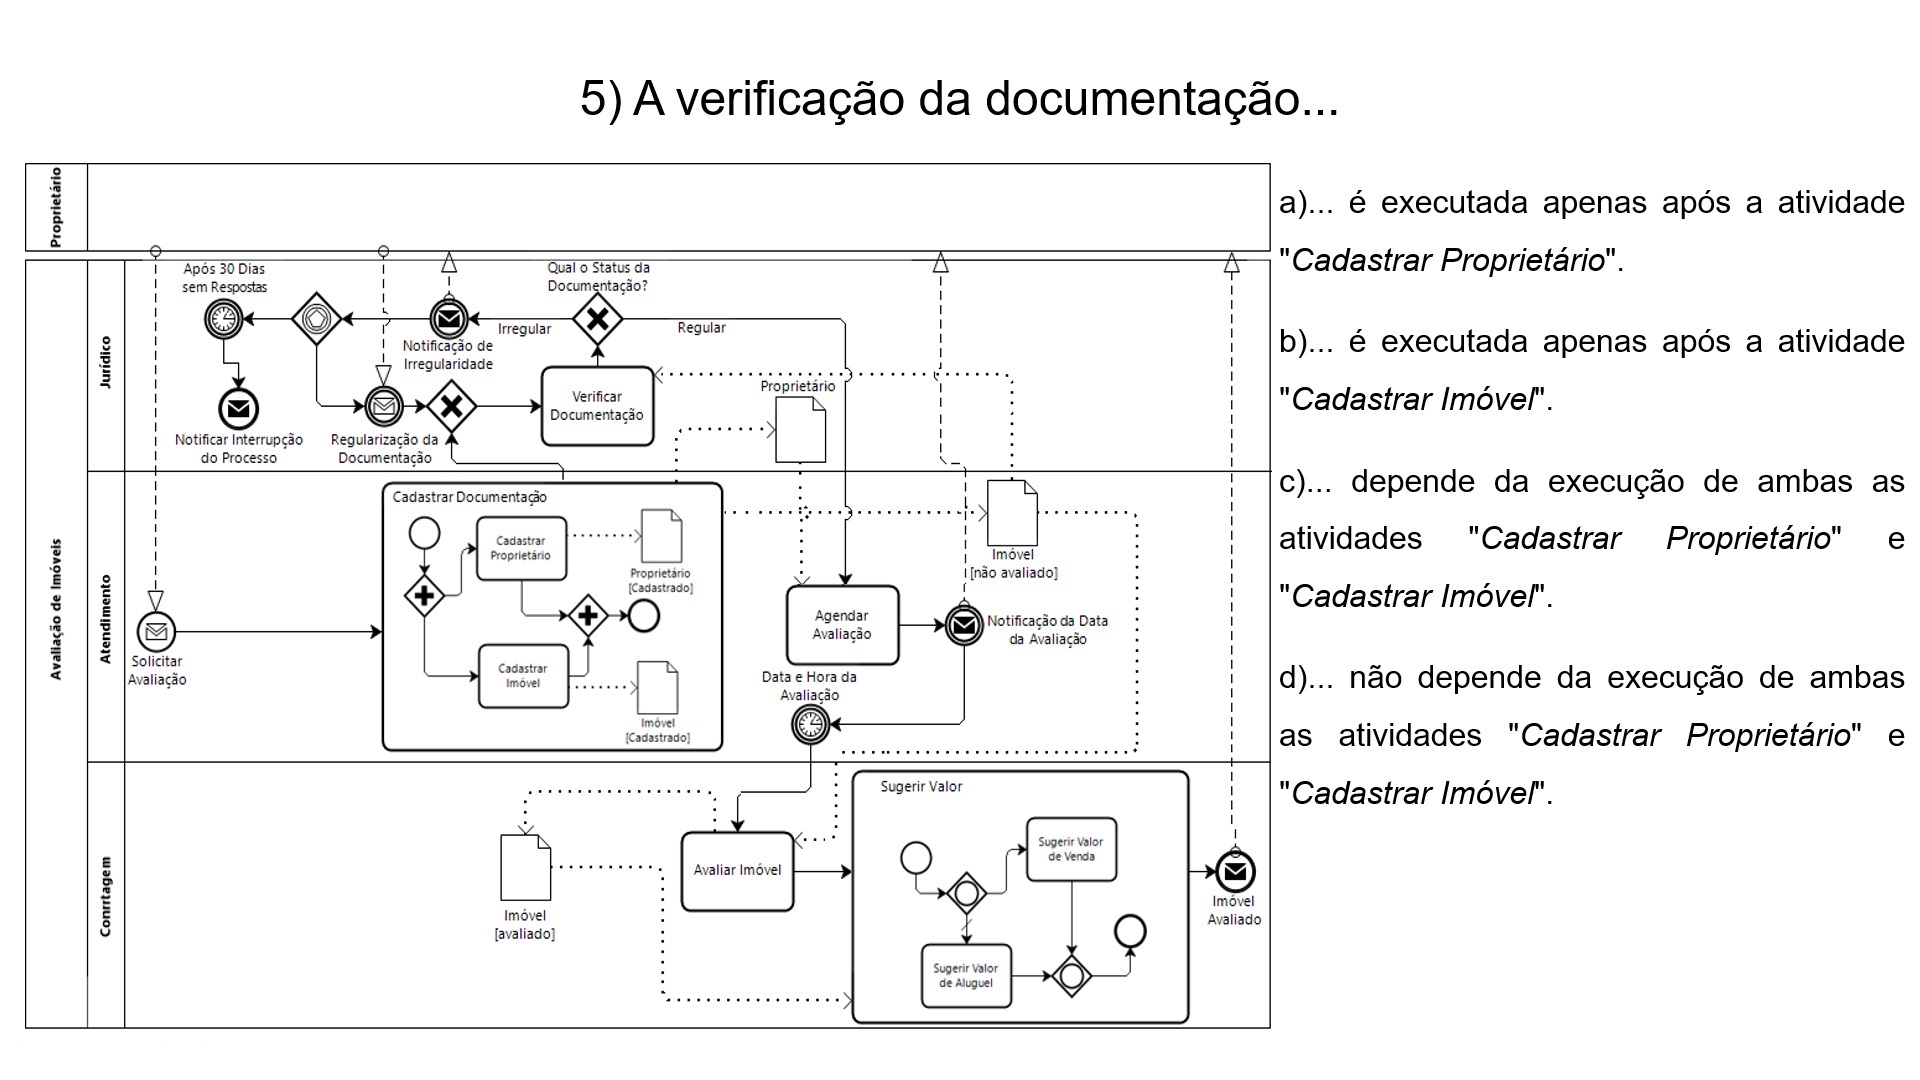 5) A verificação da documentação...
Proprietário
Avaliação de Imóveis
Jurídico
Após 30 Dias
sem Respostas
Qual o Status da
Documentação?
Irregular
Regular
Notificação de
Irregularidade
Verificar
Documentação
Proprietário
Notificar Interrupção
do Processo
Regularização da
Documentação
Atendimento
Cadastrar Documentação
Cadastrar
Proprietário
Proprietário
[Cadastrado]
Cadastrar
Imóvel
Imóvel
[Cadastrado]
Solicitar
Avaliação
Imóvel
[não avaliado]
Agendar
Avaliação
Notificação da Data
da Avaliação
Data e Hora da
Avaliação
Conrrtagem
Sugerir Valor
Sugerir Valor
de Venda
Avaliar Imóvel
Imóvel
[avaliado]
Sugerir Valor
de Aluguel
Imóvel
Avaliado
a)... é executada apenas após a atividade
"Cadastrar Proprietário".
b)... é executada apenas após a atividade
"Cadastrar Imóvel".
c)... depende da execução de ambas as
atividades "Cadastrar Proprietário" e
"Cadastrar Imóvel".
d)... não depende da execução de ambas
as atividades "Cadastrar Proprietário" e
"Cadastrar Imóvel".